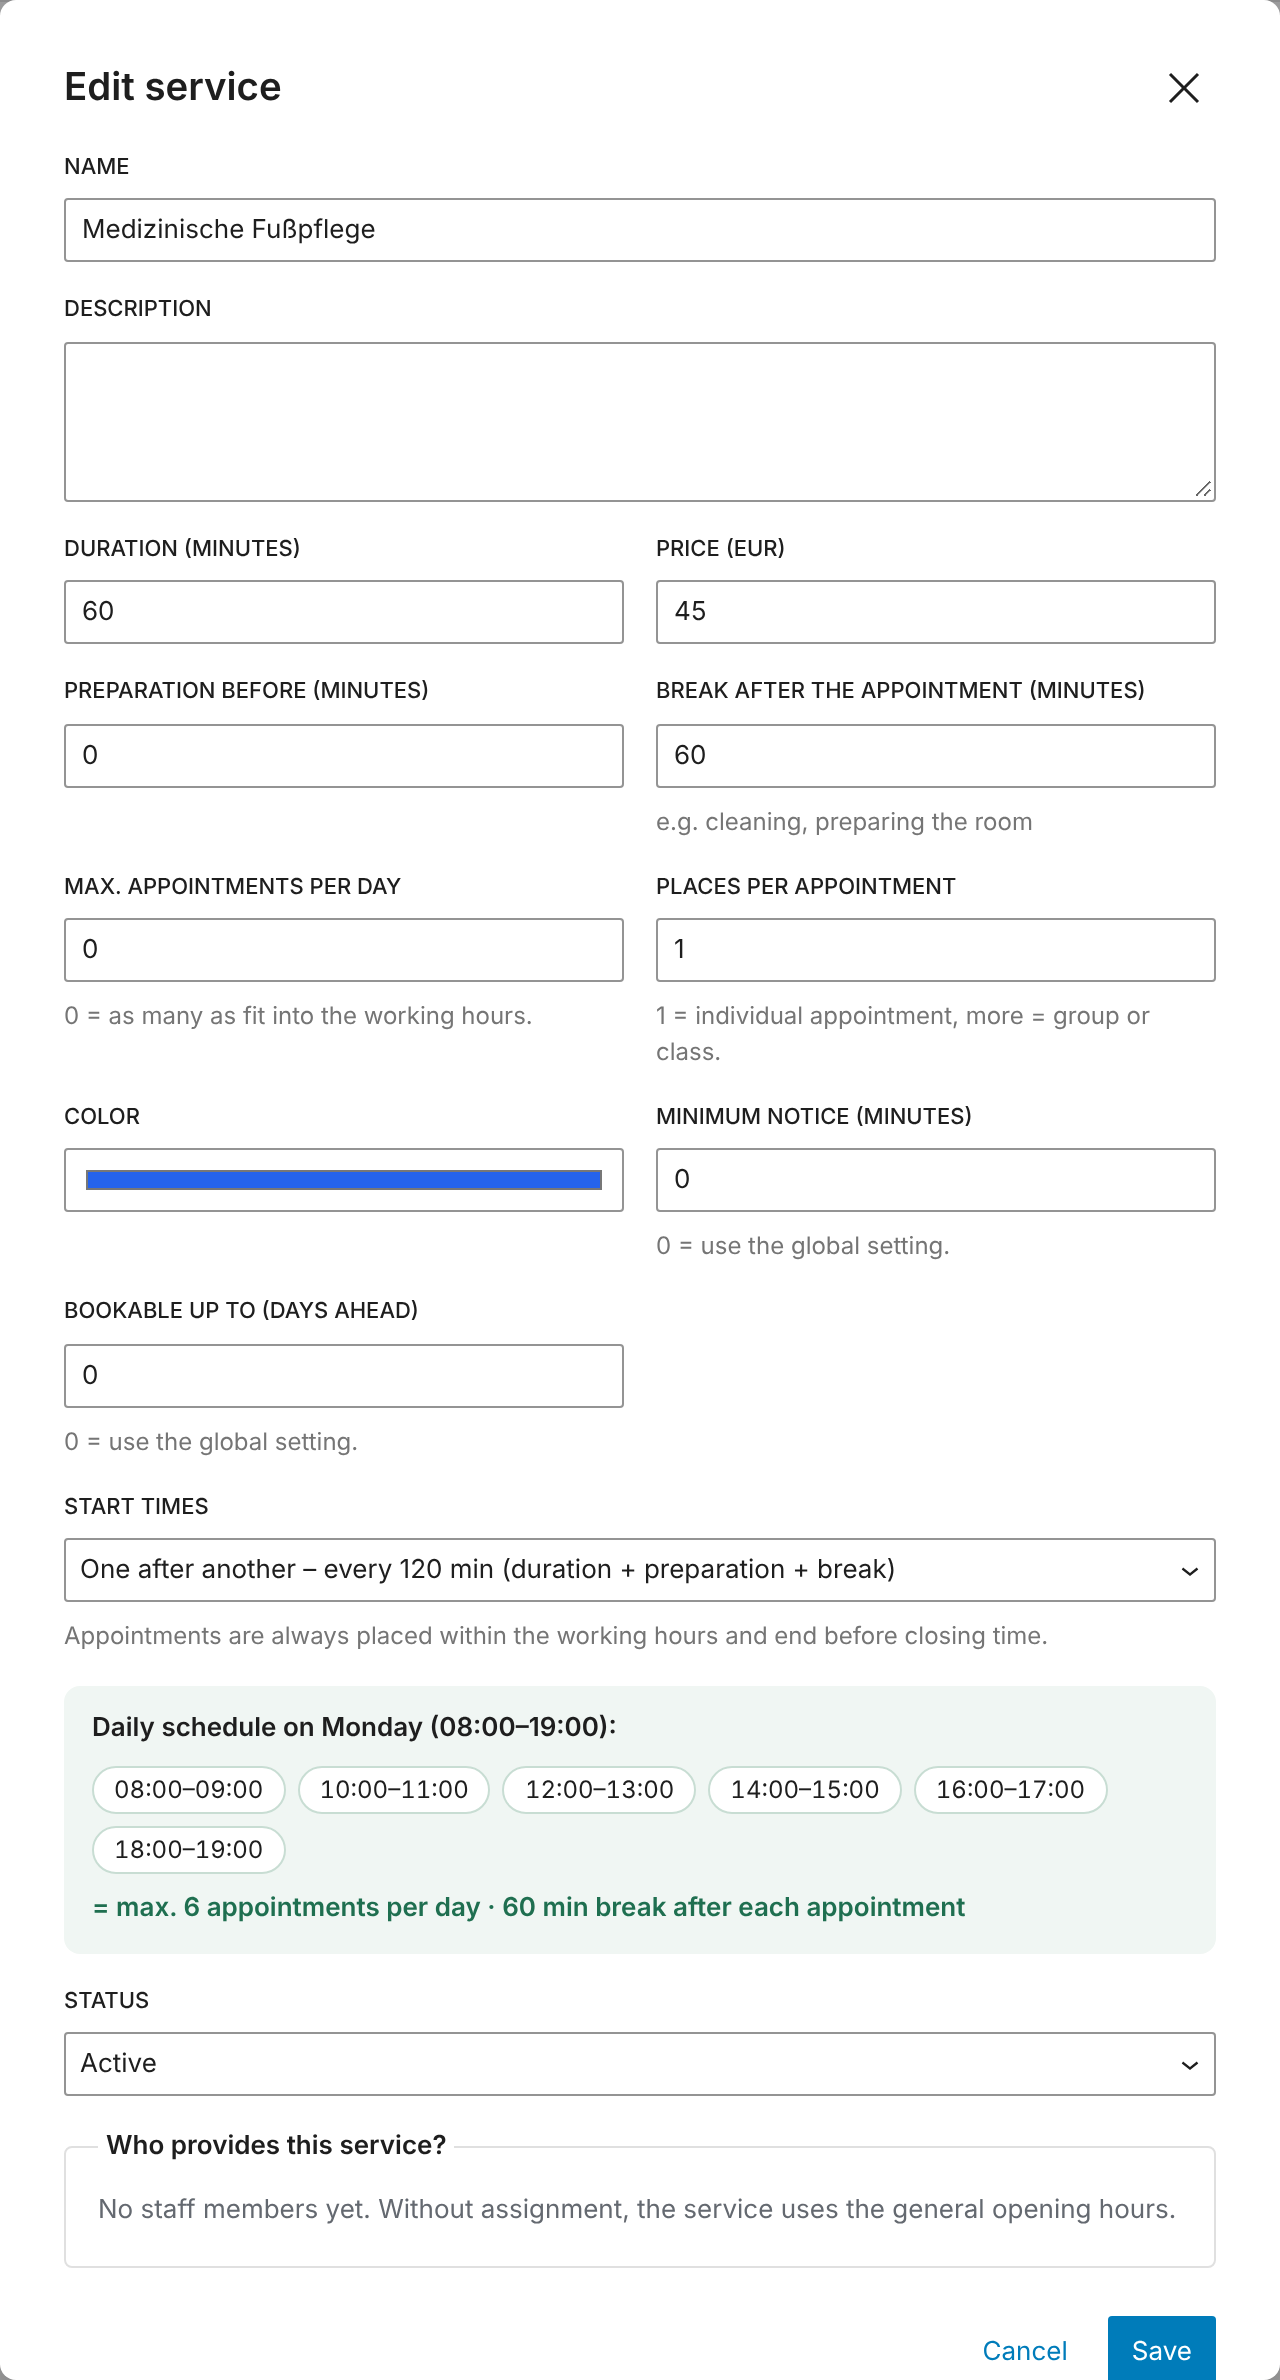 Edit service
NAME
Medizinische Fußpflege
DESCRIPTION
DURATION (MINUTES)
PRICE (EUR)
60
45
PREPARATION BEFORE (MINUTES)
BREAK AFTER THE APPOINTMENT (MINUTES)
0
60
e.g. cleaning, preparing the room
MAX. APPOINTMENTS PER DAY
PLACES PER APPOINTMENT
0
1
0 = as many as fit into the working hours.
1 = individual appointment, more = group or
class.
COLOR
MINIMUM NOTICE (MINUTES)
0
0 = use the global setting.
BOOKABLE UP TO (DAYS AHEAD)
0
0 = use the global setting.
START TIMES
One after another – every 120 min (duration + preparation + break)
Appointments are always placed within the working hours and end before closing time.
Daily schedule on Monday (08:00–19:00):
08:00–09:00 10:00–11:00 12:00–13:00 14:00–15:00 16:00–17:00
18:00–19:00
= max. 6 appointments per day · 60 min break after each appointment
STATUS
Active
Who provides this service?
No staff members yet. Without assignment, the service uses the general opening hours.
Cancel Save